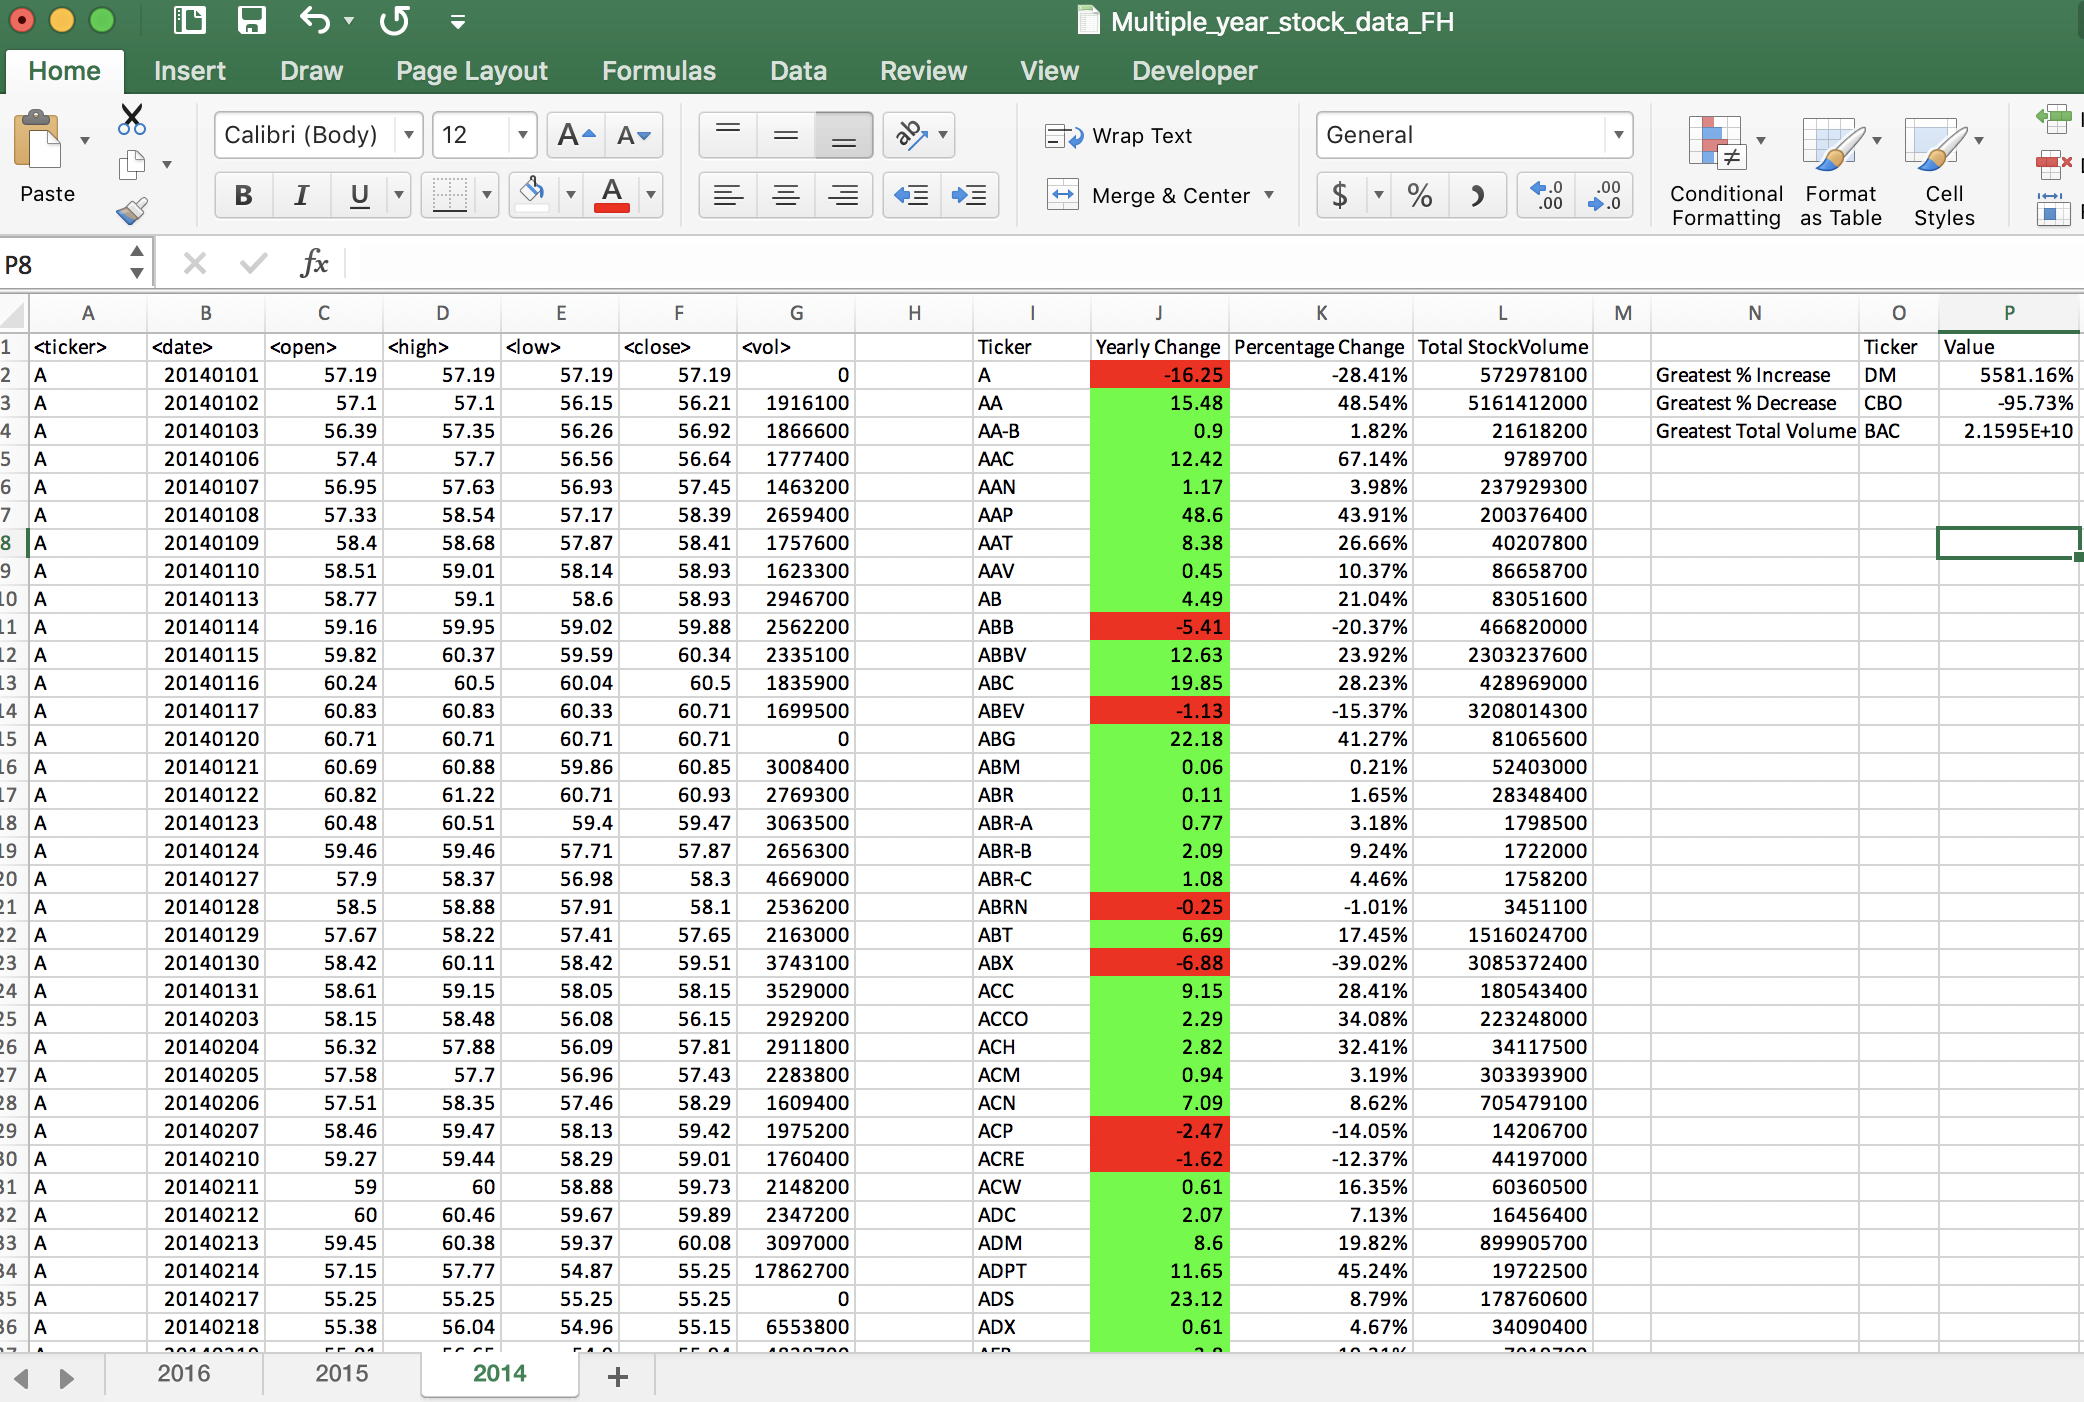 Multiple_year_stock_data_FH
Home Insert Draw Page Layout Formulas Data Review View Developer
Paste
Calibri (Body) 12
Wrap Text
Merge & Center
General
Conditional Formatting
Format as Table
Cell Styles
P8 fx
A B C D E F G H I J K L M N O P
1 <ticker> <date> <open> <high> <low> <close> <vol> Ticker Yearly Change Percentage Change Total StockVolume Ticker Value
2 A 20140101 57.19 57.19 57.19 57.19 0 A -16.25 -28.41% 572978100 Greatest % Increase DM 5581.16%
3 A 20140102 57.1 57.1 56.15 56.21 1916100 AA 15.48 48.54% 5161412000 Greatest % Decrease CBO -95.73%
4 A 20140103 56.39 57.35 56.26 56.92 1866600 AA-B 0.9 1.82% 21618200 Greatest Total Volume BAC 2.1595E+10
5 A 20140106 57.4 57.7 56.56 56.64 1777400 AAC 12.42 67.14% 9789700
6 A 20140107 56.95 57.63 56.93 57.45 1463200 AAN 1.17 3.98% 237929300
7 A 20140108 57.33 58.54 57.17 58.39 2659400 AAP 48.6 43.91% 200376400
8 A 20140109 58.4 58.68 57.87 58.41 1757600 AAT 8.38 26.66% 40207800
9 A 20140110 58.51 59.01 58.14 58.93 1623300 AAV 0.45 10.37% 86658700
10 A 20140113 58.77 59.1 58.6 58.93 2946700 AB 4.49 21.04% 83051600
11 A 20140114 59.16 59.95 59.02 59.88 2562200 ABB -5.41 -20.37% 466820000
12 A 20140115 59.82 60.37 59.59 60.34 2335100 ABBV 12.63 23.92% 2303237600
13 A 20140116 60.24 60.5 60.04 60.5 1835900 ABC 19.85 28.23% 428969000
14 A 20140117 60.83 60.83 60.33 60.71 1699500 ABEV -1.13 -15.37% 3208014300
15 A 20140120 60.71 60.71 60.71 60.71 0 ABG 22.18 41.27% 81065600
16 A 20140121 60.69 60.88 59.86 60.85 3008400 ABM 0.06 0.21% 52403000
17 A 20140122 60.82 61.22 60.71 60.93 2769300 ABR 0.11 1.65% 28348400
18 A 20140123 60.48 60.51 59.4 59.47 3063500 ABR-A 0.77 3.18% 1798500
19 A 20140124 59.46 59.46 57.71 57.87 2656300 ABR-B 2.09 9.24% 1722000
20 A 20140127 57.9 58.37 56.98 58.3 4669000 ABR-C 1.08 4.46% 1758200
21 A 20140128 58.5 58.88 57.91 58.1 2536200 ABRN -0.25 -1.01% 3451100
22 A 20140129 57.67 58.22 57.41 57.65 2163000 ABT 6.69 17.45% 1516024700
23 A 20140130 58.42 60.11 58.42 59.51 3743100 ABX -6.88 -39.02% 3085372400
24 A 20140131 58.61 59.15 58.05 58.15 3529000 ACC 9.15 28.41% 180543400
25 A 20140203 58.15 58.48 56.08 56.15 2929200 ACCO 2.29 34.08% 223248000
26 A 20140204 56.32 57.88 56.09 57.81 2911800 ACH 2.82 32.41% 34117500
27 A 20140205 57.58 57.7 56.96 57.43 2283800 ACM 0.94 3.19% 303393900
28 A 20140206 57.51 58.35 57.46 58.29 1609400 ACN 7.09 8.62% 705479100
29 A 20140207 58.46 59.47 58.13 59.42 1975200 ACP -2.47 -14.05% 14206700
30 A 20140210 59.27 59.44 58.29 59.01 1760400 ACRE -1.62 -12.37% 44197000
31 A 20140211 59 60 58.88 59.73 2148200 ACW 0.61 16.35% 60360500
32 A 20140212 60 60.46 59.67 59.89 2347200 ADC 2.07 7.13% 16456400
33 A 20140213 59.45 60.38 59.37 60.08 3097000 ADM 8.6 19.82% 899905700
34 A 20140214 57.15 57.77 54.87 55.25 17862700 ADPT 11.65 45.24% 19722500
35 A 20140217 55.25 55.25 55.25 55.25 0 ADS 23.12 8.79% 178760600
36 A 20140218 55.38 56.04 54.96 55.15 6553800 ADX 0.61 4.67% 34090400
2016 2015 2014 +